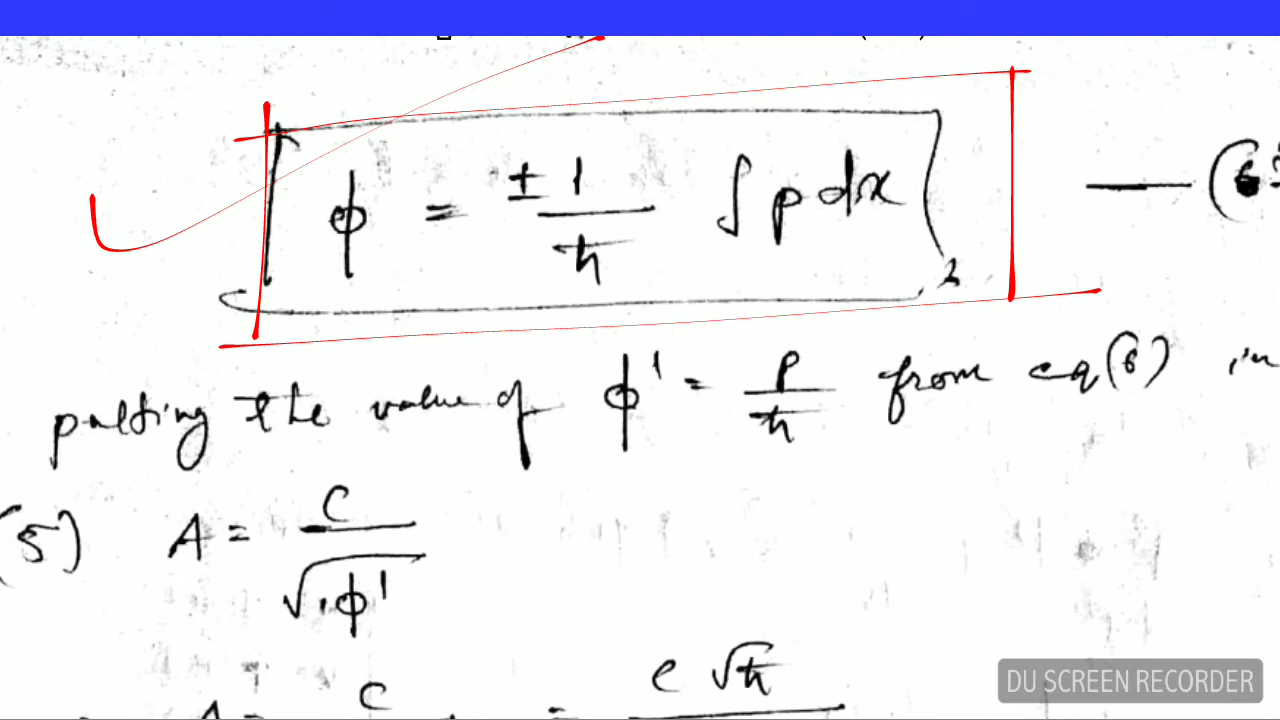 ϕ = ± 1/ħ ∫ p dx — (6
putting the value of ϕ' = p/ħ from eq(6) in
(5) A = C/√ϕ'
A = C = c √ħ
DU SCREEN RECORDER